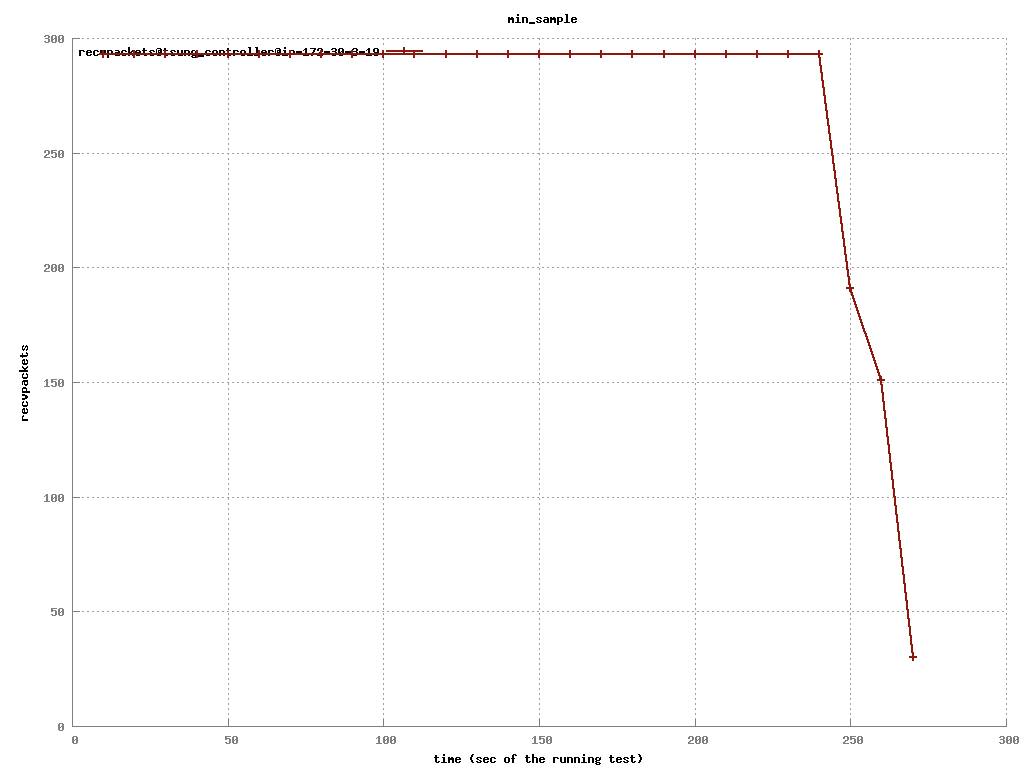 min_sample
recvpackets@tsung_controller@ip-172-30-3-19
300
250
200
150
100
50
0
recvpackets
0 50 100 150 200 250 300
time (sec of the running test)